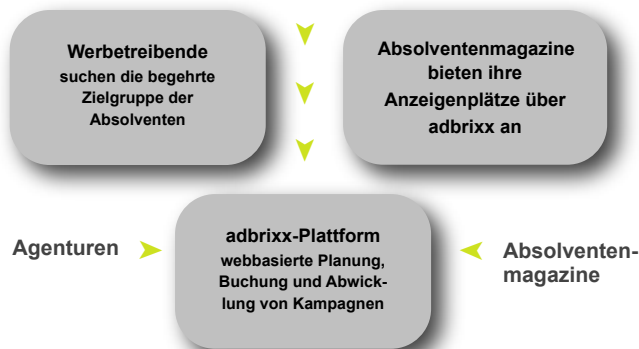 Werbetreibende
suchen die begehrte
Zielgruppe der
Absolventen
Absolventenmagazine
bieten ihre
Anzeigenplätze über
adbrixx an
Agenturen
adbrixx-Plattform
webbasierte Planung,
Buchung und Abwick-
lung von Kampagnen
Absolventen-
magazine